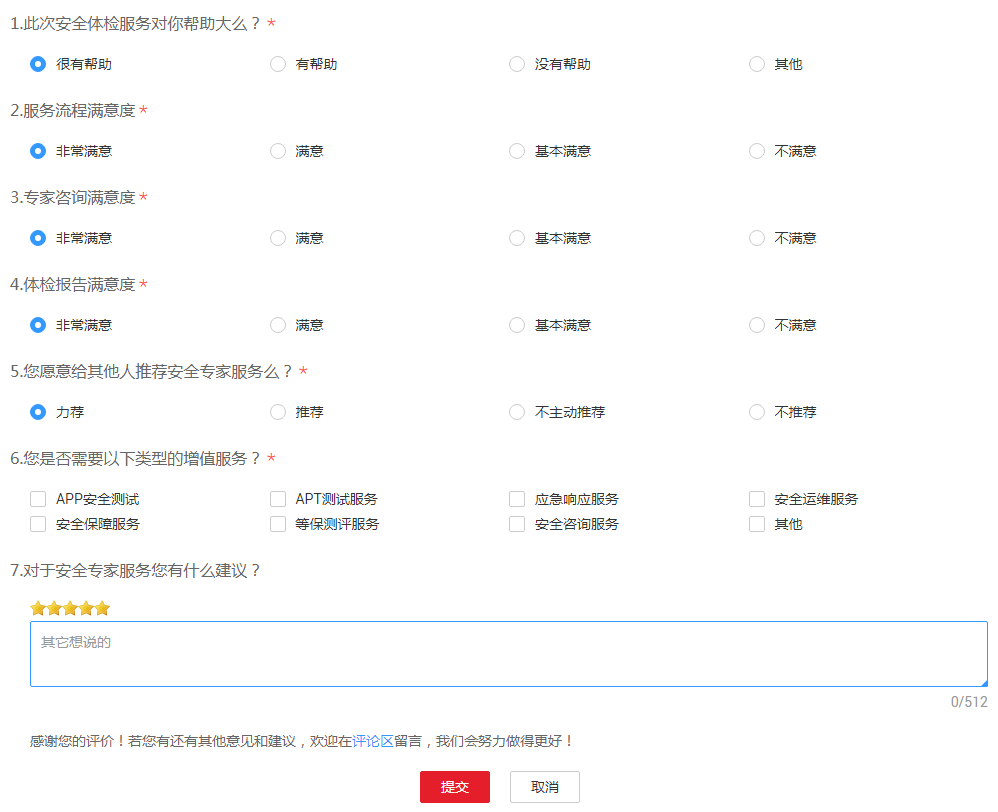 1.此次安全体检服务对你帮助大么？ *
很有帮助 有帮助 没有帮助 其他
2.服务流程满意度 *
非常满意 满意 基本满意 不满意
3.专家咨询满意度 *
非常满意 满意 基本满意 不满意
4.体检报告满意度 *
非常满意 满意 基本满意 不满意
5.您愿意给其他人推荐安全专家服务么？ *
力荐 推荐 不主动推荐 不推荐
6.您是否需要以下类型的增值服务？ *
APP安全测试 APT测试服务 应急响应服务 安全运维服务
安全保障服务 等保测评服务 安全咨询服务 其他
7.对于安全专家服务您有什么建议？
其它想说的
0/512
感谢您的评价！若您有还有其他意见和建议，欢迎在评论区留言，我们会努力做得更好！
提交 取消